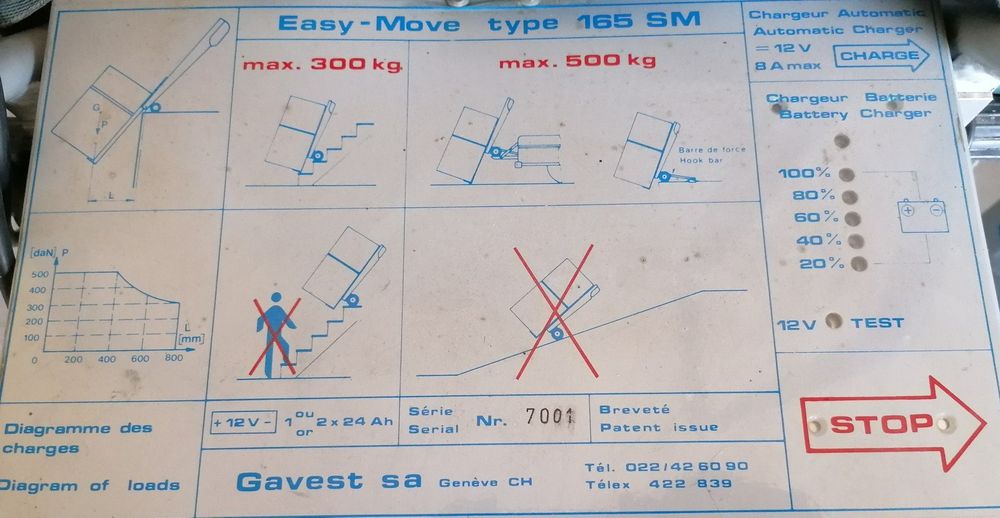 Easy-Move type 165 SM
max. 300 kg.
max. 500 kg
Chargeur Automatic
Automatic Charger
= 12 V
8 A max
CHARGE
G
P
L
Barre de force
Hook bar
Chargeur Batterie
Battery Charger
100%
80%
60%
40%
20%
+ -
12V TEST
[daN] P
500
400
300
200
100
0
200 400 600 800
L
[mm]
STOP
Diagramme des
charges
Diagram of loads
+ 12V -
1 ou 2 x 24 Ah
or
Série
Serial
Nr. 7001
Breveté
Patent issue
Gavest sa Genève CH
Tél. 022/42 60 90
Télex 422 839